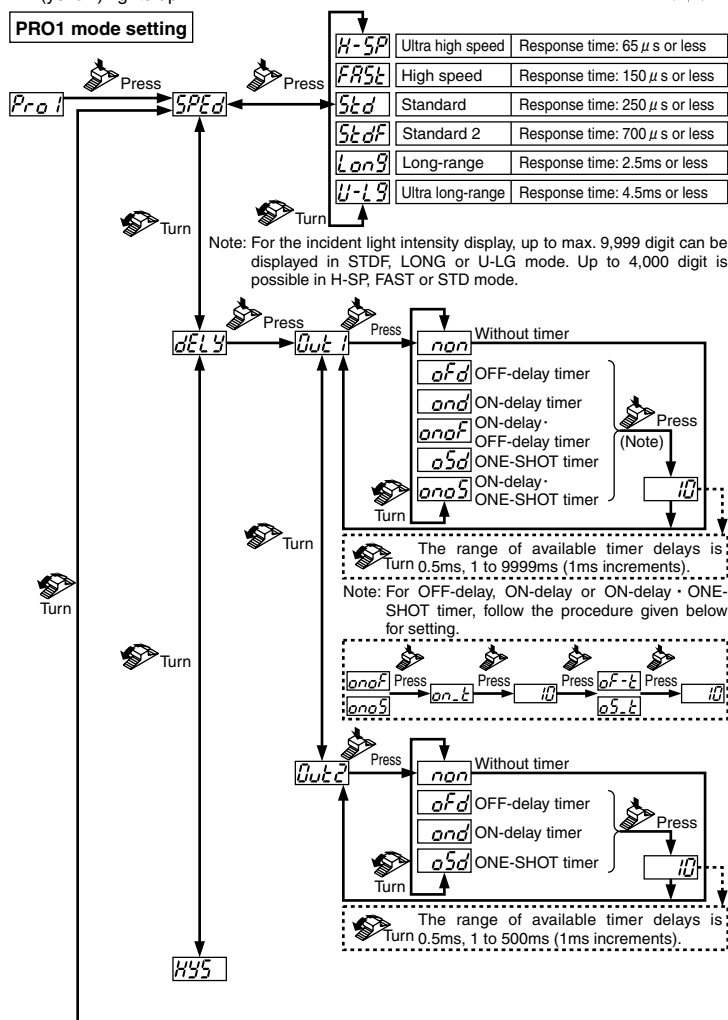 PRO1 mode setting
Press
Press
Pro1
SPEd
H-SP Ultra high speed Response time: 65 μ s or less
FASt High speed Response time: 150 μ s or less
Std Standard Response time: 250 μ s or less
StdF Standard 2 Response time: 700 μ s or less
Long Long-range Response time: 2.5ms or less
U-Lg Ultra long-range Response time: 4.5ms or less
Turn
Turn
Note: For the incident light intensity display, up to max. 9,999 digit can be
displayed in STDF, LONG or U-LG mode. Up to 4,000 digit is
possible in H-SP, FAST or STD mode.
Press
Press
dELY
Out1
non Without timer
oFd OFF-delay timer
ond ON-delay timer
onoF ON-delay・
OFF-delay timer
oSd ONE-SHOT timer
onoS ON-delay・
ONE-SHOT timer
Press
(Note)
10
Turn
Turn
Turn
The range of available timer delays is
Turn 0.5ms, 1 to 9999ms (1ms increments).
Note: For OFF-delay, ON-delay or ON-delay・ONE-
SHOT timer, follow the procedure given below
for setting.
Turn
onoF Press on_t Press 10 Press oF-t Press 10
onoS oS_t
Out2
Press
non Without timer
oFd OFF-delay timer
ond ON-delay timer
oSd ONE-SHOT timer
Press
10
Turn
The range of available timer delays is
Turn 0.5ms, 1 to 500ms (1ms increments).
HYS